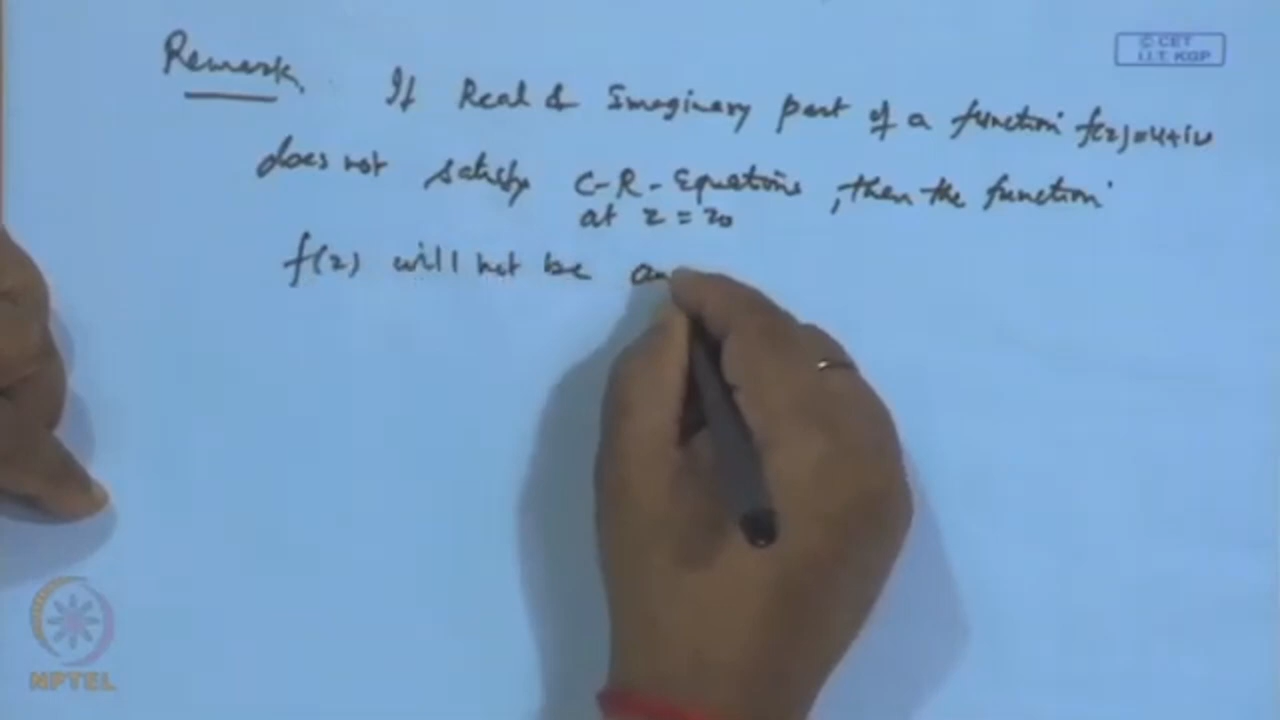 Remark. If Real & Imaginary part of a function f(z)=u+iv
does not satisfy C-R-Equations, then the function
at z = z0
f(z) will not be an
© CET
I.I.T. KGP
NPTEL